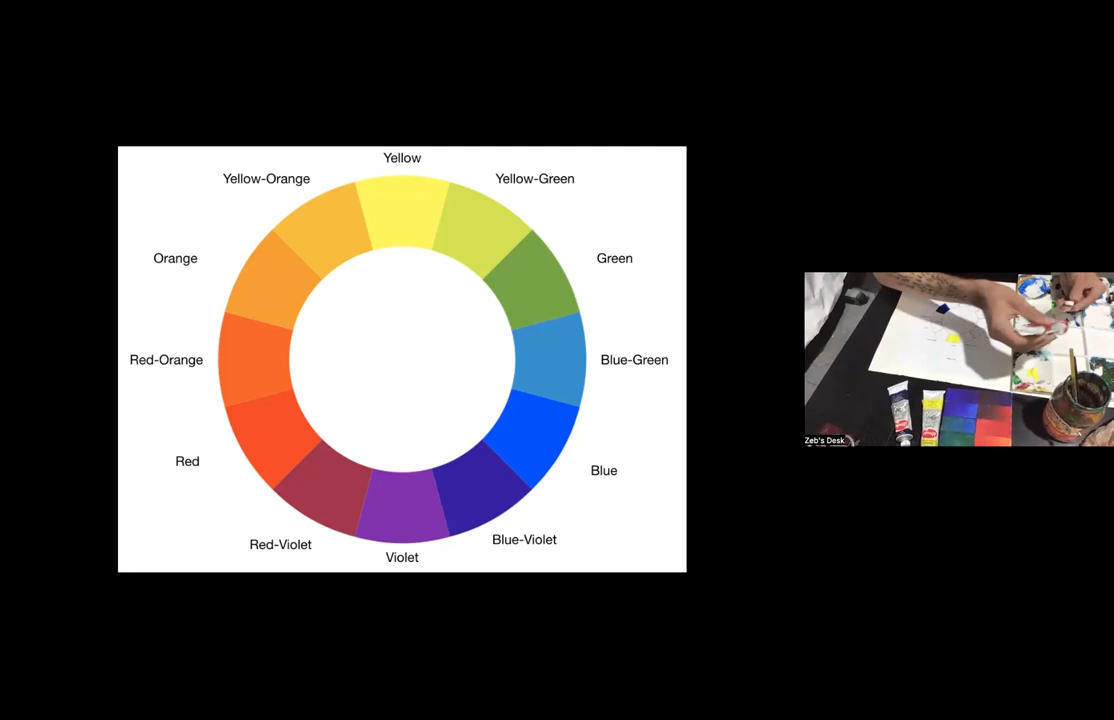 Yellow
Yellow-Orange
Yellow-Green
Orange
Green
Red-Orange
Blue-Green
Red
Blue
Blue-Violet
Red-Violet
Violet
Zeb's Desk